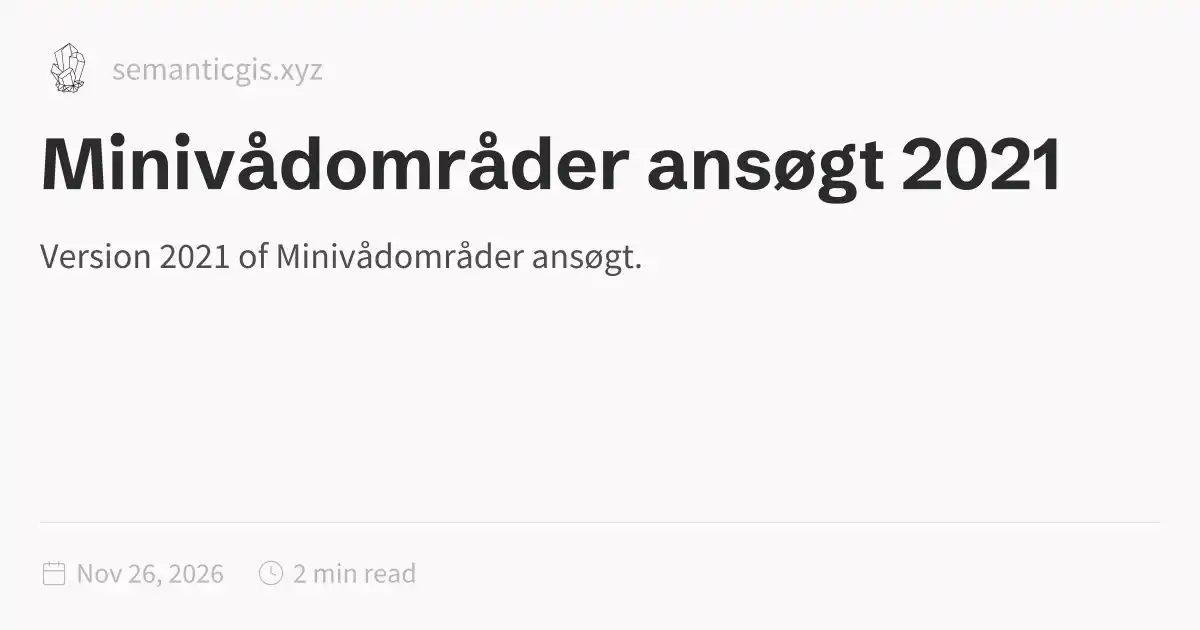 semanticgis.xyz
Minivådområder ansøgt 2021
Version 2021 of Minivådområder ansøgt.
Nov 26, 2026 2 min read